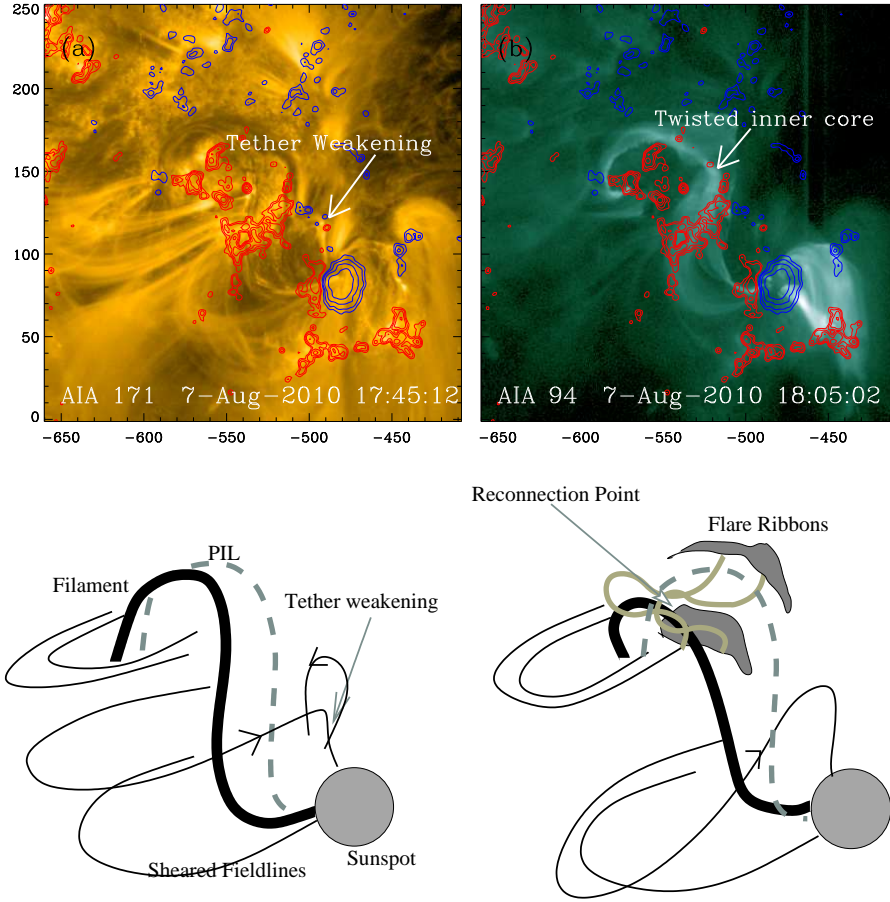 250
200
150
100
50
0
(a)
Tether Weakening
AIA 171 7-Aug-2010 17:45:12
-650 -600 -550 -500 -450
(b)
Twisted inner core
AIA 94 7-Aug-2010 18:05:02
-650 -600 -550 -500 -450
PIL
Filament
Tether weakening
Sheared Fieldlines
Sunspot
Reconnection Point
Flare Ribbons